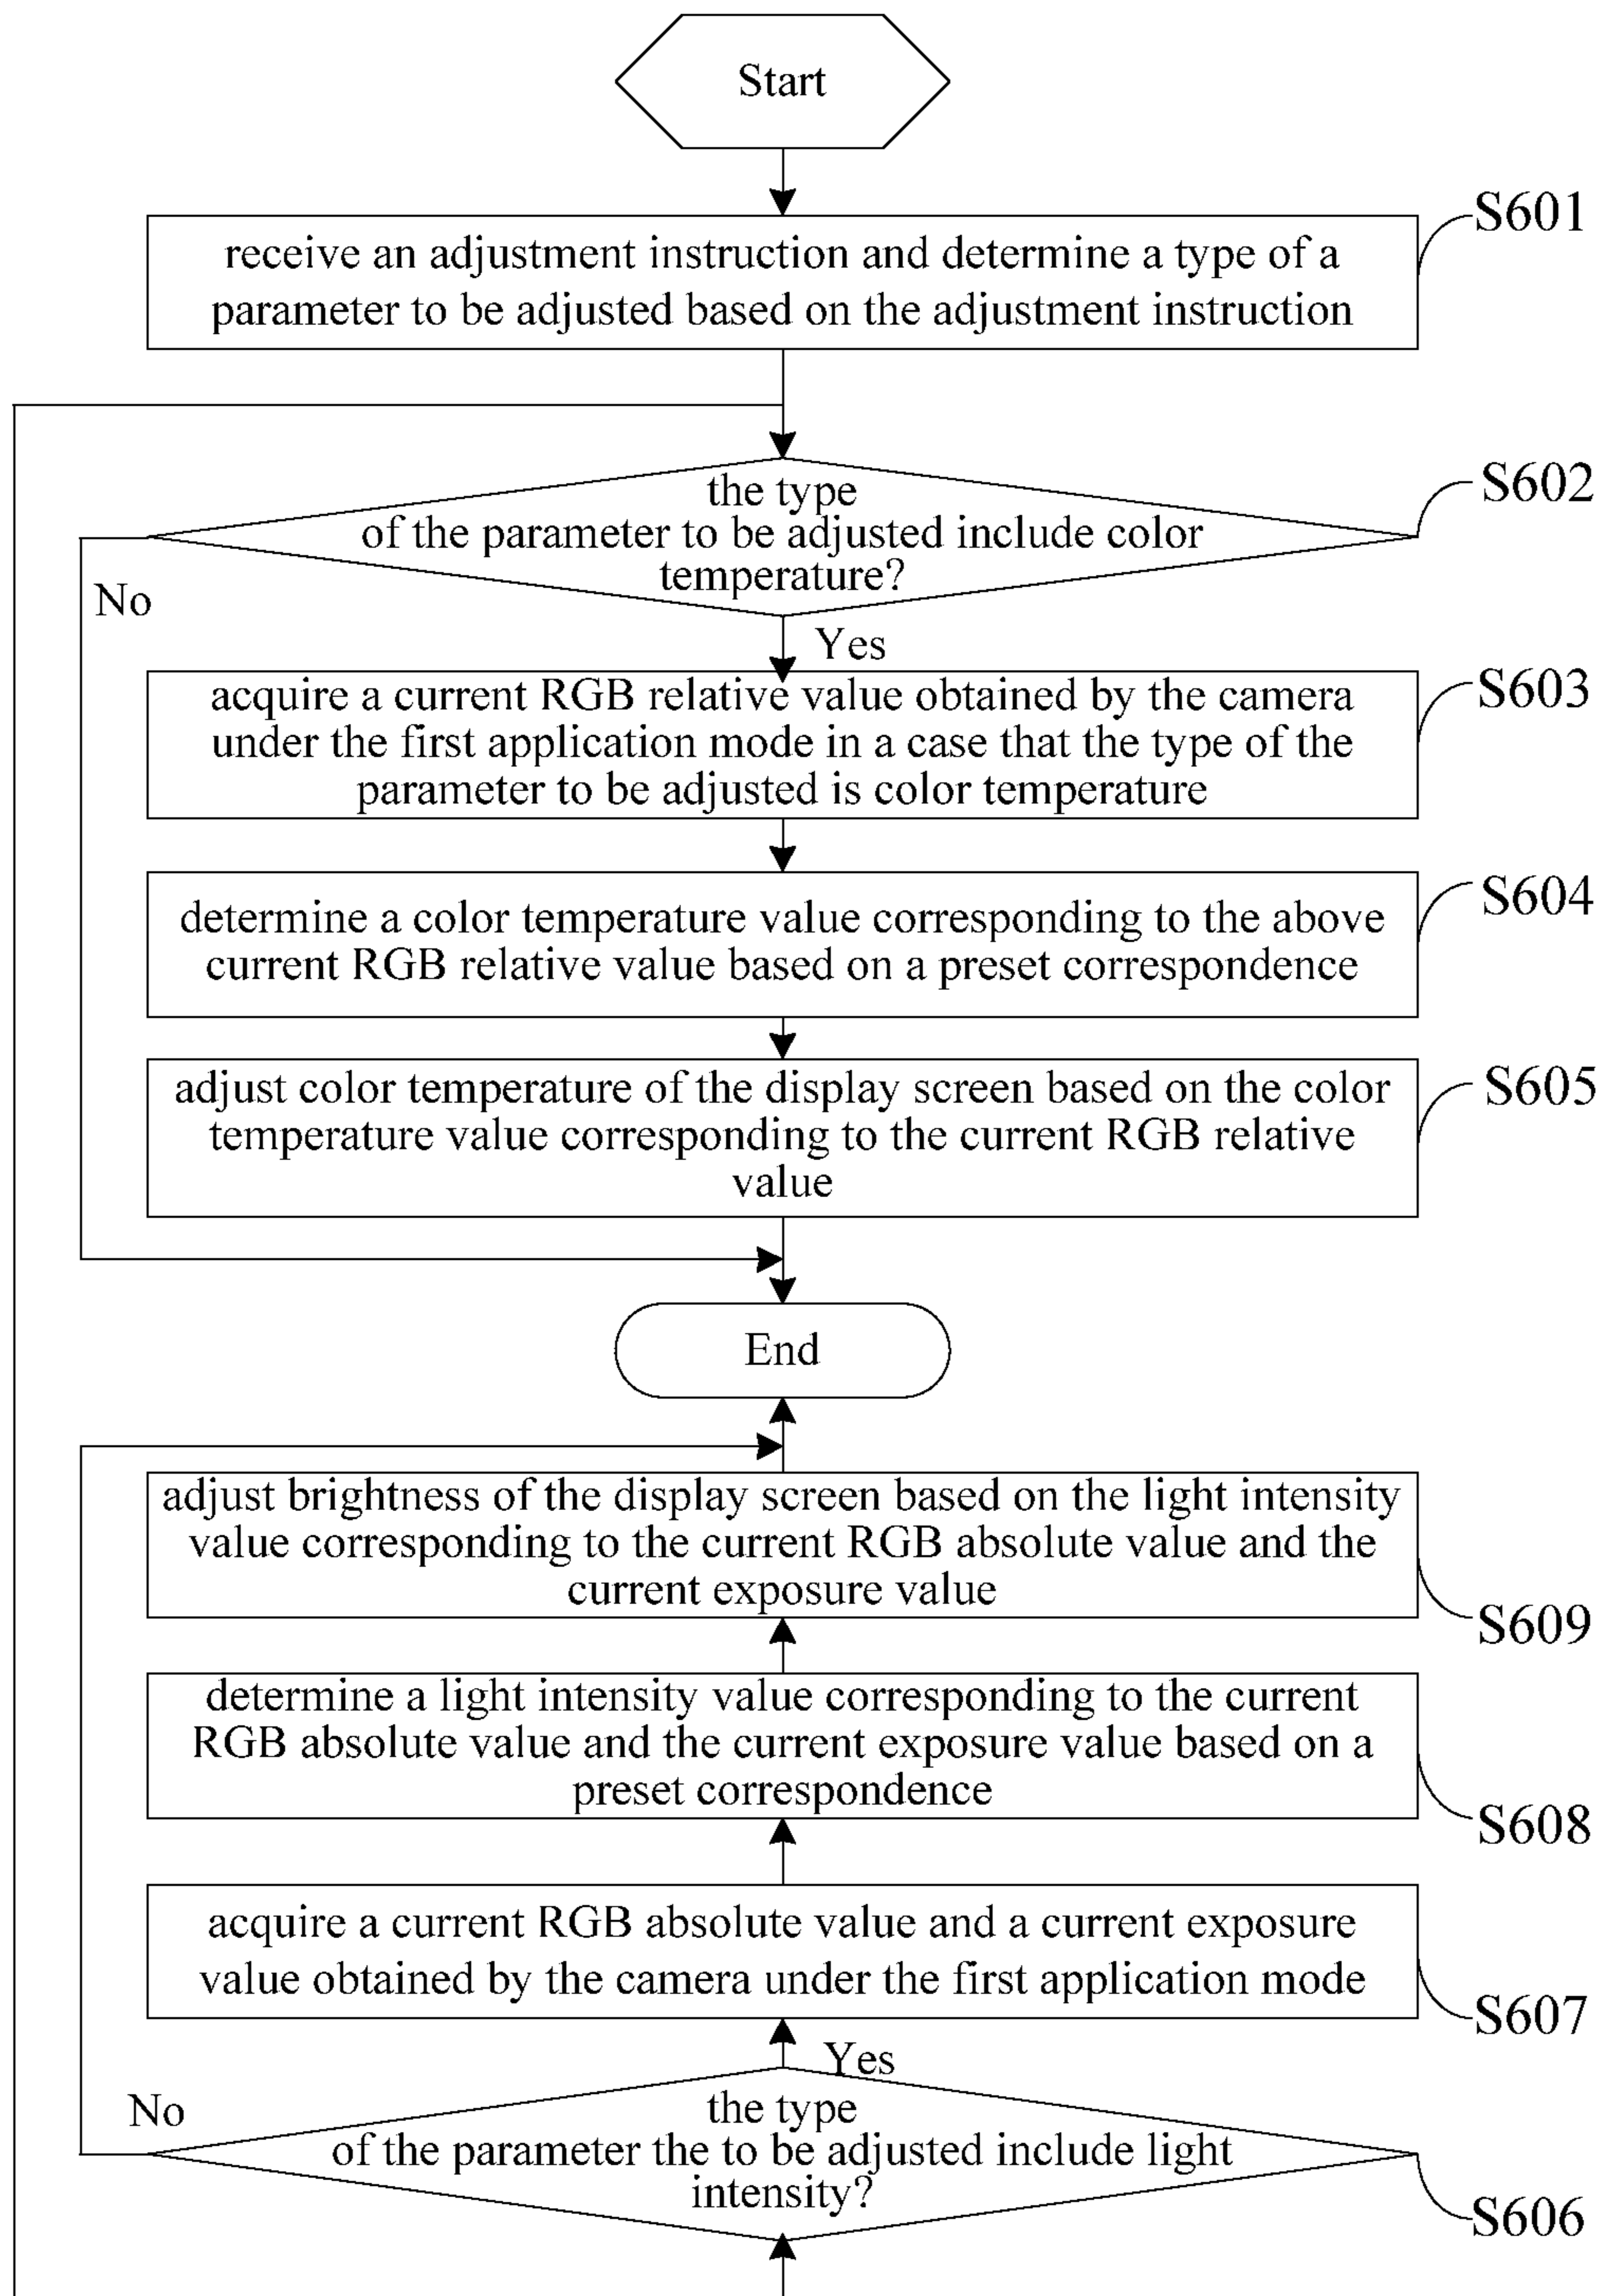 Start
S601
receive an adjustment instruction and determine a type of a
parameter to be adjusted based on the adjustment instruction
S602
the type
of the parameter to be adjusted include color
temperature?
No
Yes
S603
acquire a current RGB relative value obtained by the camera
under the first application mode in a case that the type of the
parameter to be adjusted is color temperature
S604
determine a color temperature value corresponding to the above
current RGB relative value based on a preset correspondence
S605
adjust color temperature of the display screen based on the color
temperature value corresponding to the current RGB relative
value
End
adjust brightness of the display screen based on the light intensity
value corresponding to the current RGB absolute value and the
current exposure value
S609
determine a light intensity value corresponding to the current
RGB absolute value and the current exposure value based on a
preset correspondence
S608
acquire a current RGB absolute value and a current exposure
value obtained by the camera under the first application mode
S607
Yes
No
the type
of the parameter the to be adjusted include light
intensity?
S606